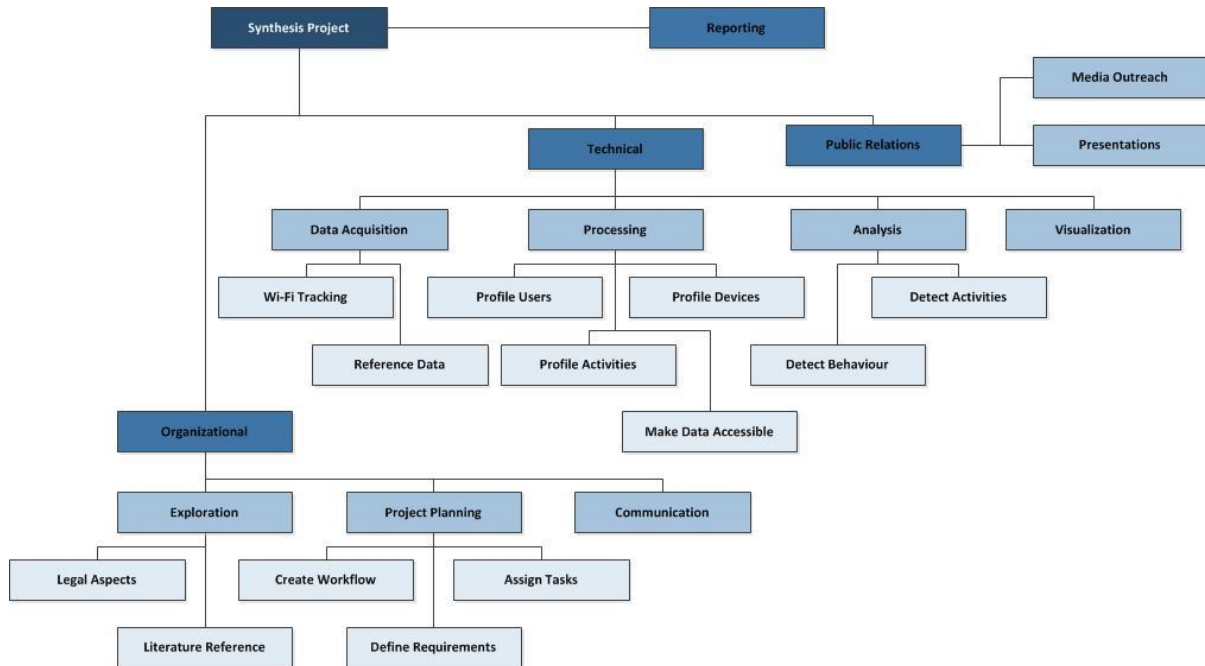 Synthesis Project
Reporting
Media Outreach
Technical
Public Relations
Presentations
Data Acquisition
Processing
Analysis
Visualization
Wi-Fi Tracking
Profile Users
Profile Devices
Detect Activities
Reference Data
Profile Activities
Detect Behaviour
Organizational
Make Data Accessible
Exploration
Project Planning
Communication
Legal Aspects
Create Workflow
Assign Tasks
Literature Reference
Define Requirements